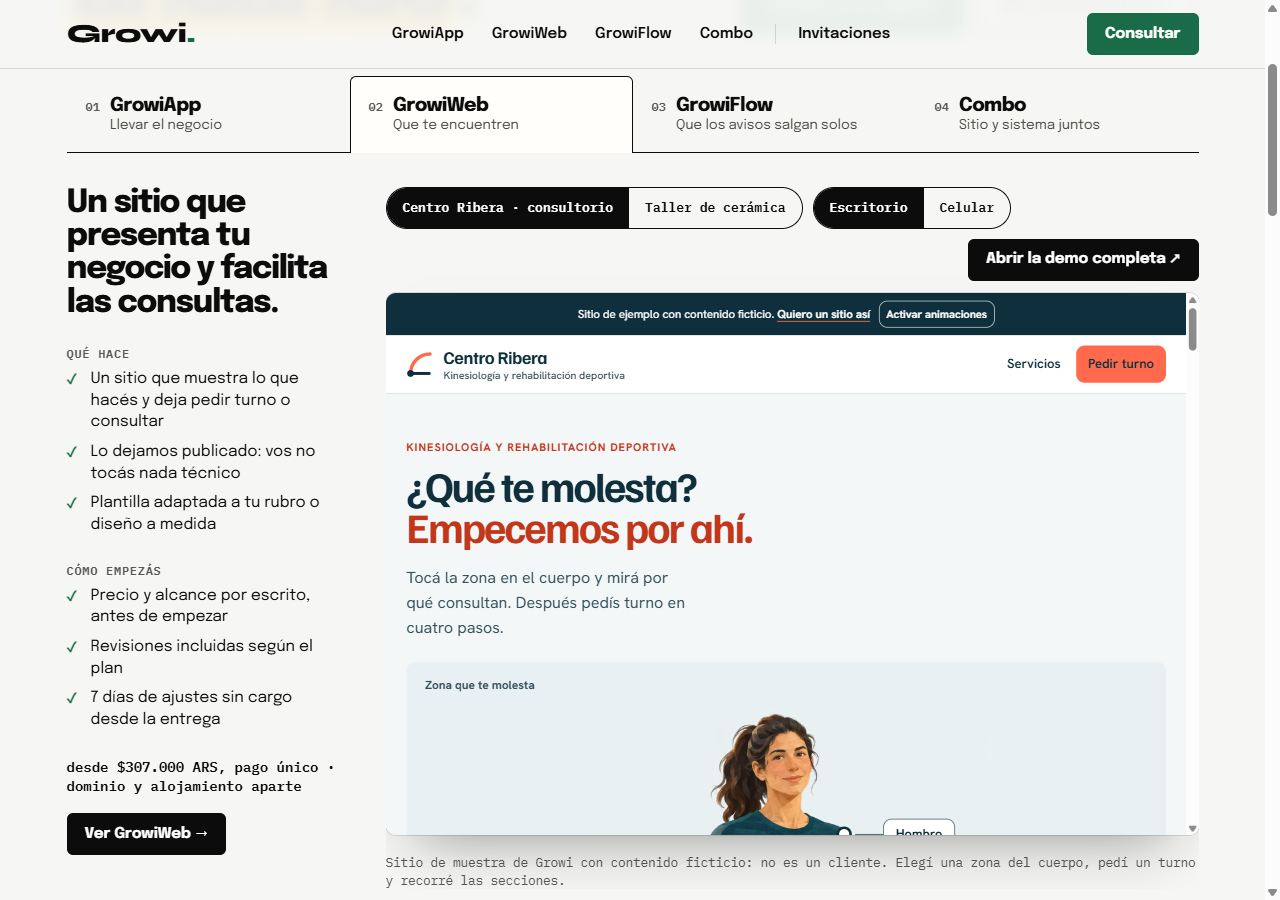 Growi.
GrowiApp
GrowiWeb
GrowiFlow
Combo
Invitaciones
Consultar
01 GrowiApp
Llevar el negocio
02 GrowiWeb
Que te encuentren
03 GrowiFlow
Que los avisos salgan solos
04 Combo
Sitio y sistema juntos
Un sitio que
presenta tu
negocio y facilita
las consultas.
QUÉ HACE
✓ Un sitio que muestra lo que
hacés y deja pedir turno o
consultar
✓ Lo dejamos publicado: vos no
tocás nada técnico
✓ Plantilla adaptada a tu rubro o
diseño a medida
CÓMO EMPEZÁS
✓ Precio y alcance por escrito,
antes de empezar
✓ Revisiones incluidas según el
plan
✓ 7 días de ajustes sin cargo
desde la entrega
desde $307.000 ARS, pago único ·
dominio y alojamiento aparte
Ver GrowiWeb →
Centro Ribera · consultorio
Taller de cerámica
Escritorio
Celular
Abrir la demo completa ↗
Sitio de ejemplo con contenido ficticio. Quiero un sitio así
Activar animaciones
Centro Ribera
Kinesiología y rehabilitación deportiva
Servicios
Pedir turno
KINESIOLOGÍA Y REHABILITACIÓN DEPORTIVA
¿Qué te molesta?
Empecemos por ahí.
Tocá la zona en el cuerpo y mirá por
qué consultan. Después pedís turno en
cuatro pasos.
Zona que te molesta
Hombro
Sitio de muestra de Growi con contenido ficticio: no es un cliente. Elegí una zona del cuerpo, pedí un turno
y recorré las secciones.